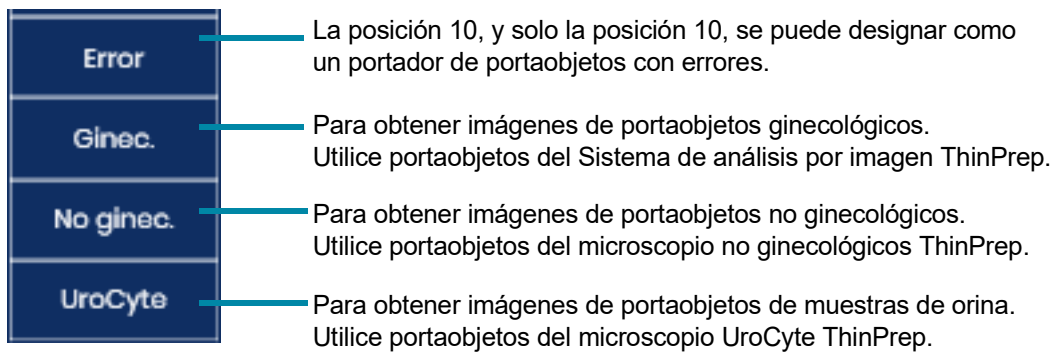 Error
La posición 10, y solo la posición 10, se puede designar como
un portador de portaobjetos con errores.
Ginec.
Para obtener imágenes de portaobjetos ginecológicos.
Utilice portaobjetos del Sistema de análisis por imagen ThinPrep.
No ginec.
Para obtener imágenes de portaobjetos no ginecológicos.
Utilice portaobjetos del microscopio no ginecológicos ThinPrep.
UroCyte
Para obtener imágenes de portaobjetos de muestras de orina.
Utilice portaobjetos del microscopio UroCyte ThinPrep.